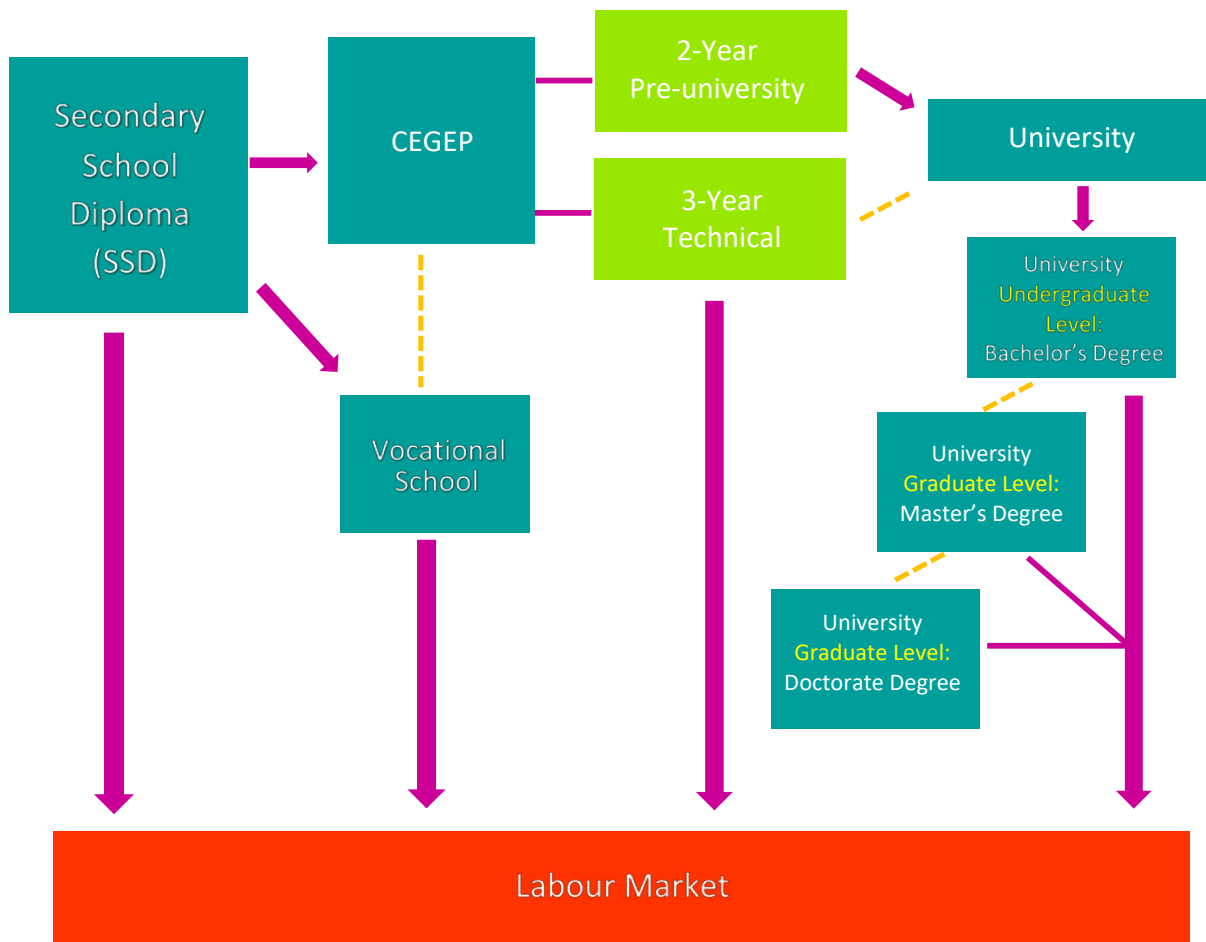 Secondary
School
Diploma
(SSD)
CEGEP
2-Year
Pre-university
3-Year
Technical
University
University
Undergraduate
Level:
Bachelor’s Degree
Vocational
School
University
Graduate Level:
Master’s Degree
University
Graduate Level:
Doctorate Degree
Labour Market